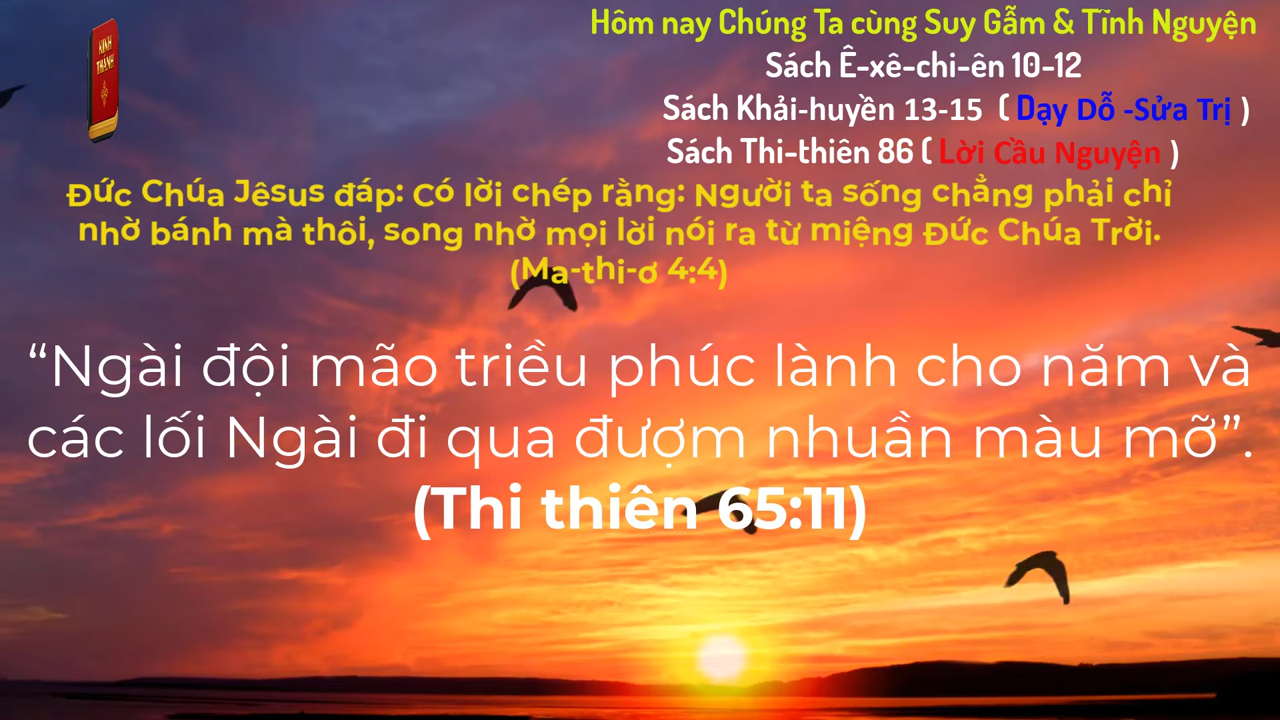 KINH
THÁNH
Hôm nay Chúng Ta cùng Suy Gẫm & Tĩnh Nguyện
Sách Ê-xê-chi-ên 10-12
Sách Khải-huyền 13-15 ( Dạy Dỗ -Sửa Trị )
Sách Thi-thiên 86 ( Lời Cầu Nguyện )
Đức Chúa Jêsus đáp: Có lời chép rằng: Người ta sống chẳng phải chỉ
nhờ bánh mà thôi, song nhờ mọi lời nói ra từ miệng Đức Chúa Trời.
(Ma-thi-ơ 4:4)
“Ngài đội mão triều phúc lành cho năm và
các lối Ngài đi qua đượm nhuần màu mỡ”.
(Thi thiên 65:11)